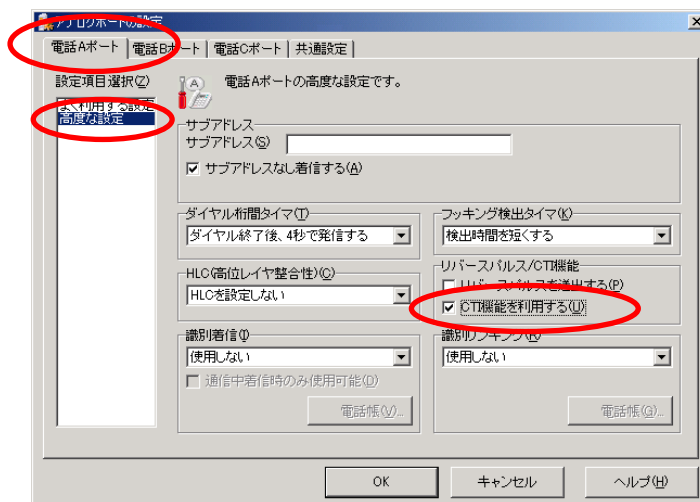 アナログポートの設定
電話Aポート 電話Bポート 電話Cポート 共通設定
設定項目選択(Z)
よく利用する設定
高度な設定
電話Aポートの高度な設定です。
サブアドレス
サブアドレス(S)
サブアドレスなし着信する(A)
ダイヤル桁間タイマ(T)
ダイヤル終了後、4秒で発信する
フッキング検出タイマ(K)
検出時間を短くする
HLC(高位レイヤ整合性)(C)
HLCを設定しない
リバースパルス/CTI機能
リバースパルスを送出する(P)
CTI機能を利用する(U)
識別着信(I)
使用しない
通信中着信時のみ使用可能(D)
電話帳(V)...
識別リンギング(R)
使用しない
電話帳(G)...
OK キャンセル ヘルプ(H)